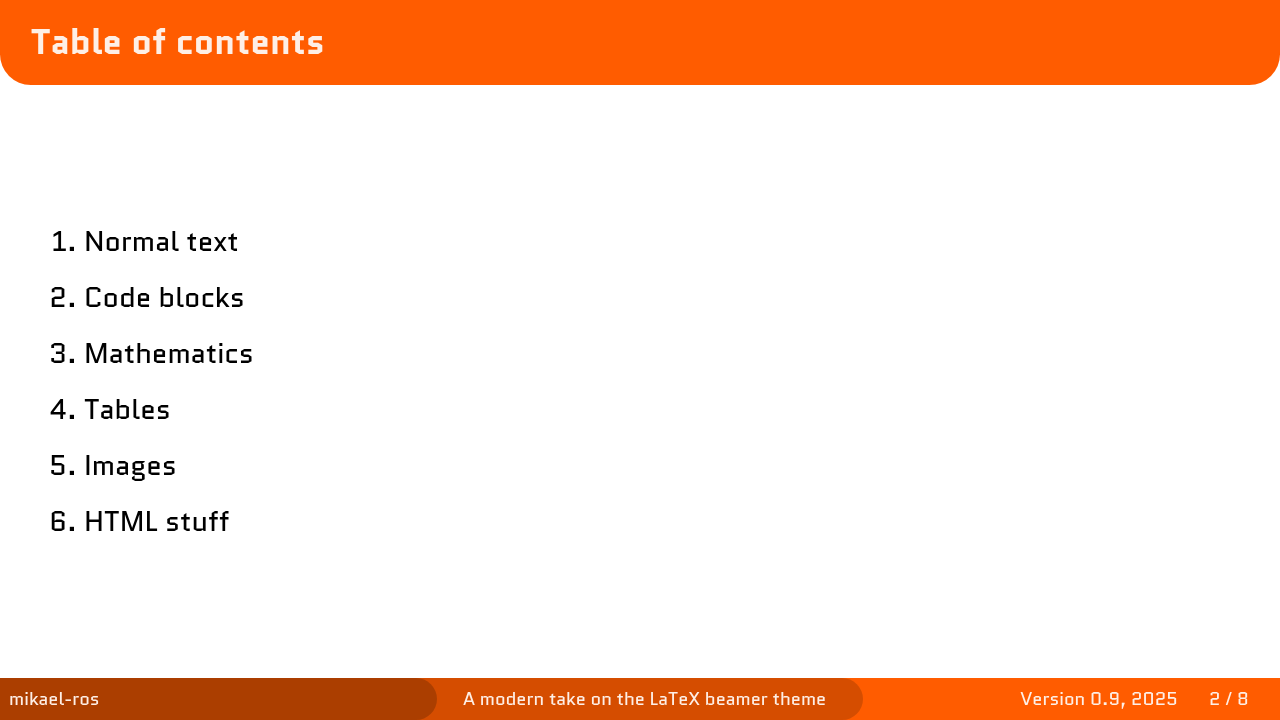 Table of contents
1. Normal text
2. Code blocks
3. Mathematics
4. Tables
5. Images
6. HTML stuff
mikael-ros
A modern take on the LaTeX beamer theme
Version 0.9, 2025
2 / 8